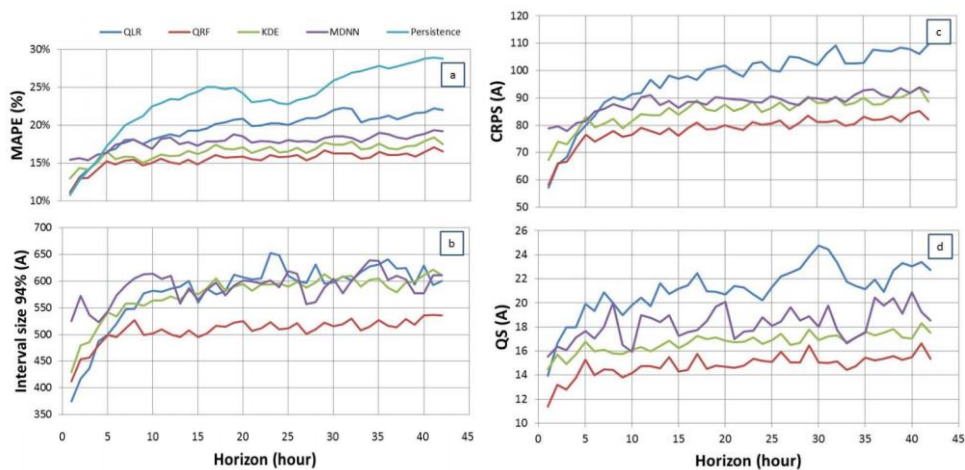 QLR QRF KDE MDNN Persistence
a
MAPE (%)
30%
25%
20%
15%
10%
b
Interval size 94% (A)
700
650
600
550
500
450
400
350
0 5 10 15 20 25 30 35 40 45
Horizon (hour)
c
CRPS (A)
120
110
100
90
80
70
60
50
d
QS (A)
26
24
22
20
18
16
14
12
10
0 5 10 15 20 25 30 35 40 45
Horizon (hour)